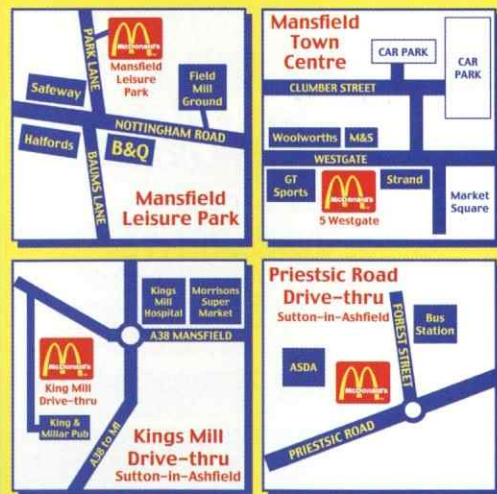 PARK LANE
McDonald's
Mansfield
Leisure
Park
Safeway
Field
Mill
Ground
NOTTINGHAM ROAD
Halfords
B&Q
BAUMS LANE
Mansfield
Leisure Park
Mansfield
Town
Centre
CAR PARK
CAR
PARK
CLUMBER STREET
Woolworths
M&S
WESTGATE
GT
Sports
McDonald's
5 Westgate
Strand
Market
Square
Kings
Mill
Hospital
Morrisons
Super
Market
A38 MANSFIELD
McDonald's
King Mill
Drive-thru
King &
Millar Pub
A38 to M1
Kings Mill
Drive-thru
Sutton-in-Ashfield
Priestsic Road
Drive-thru
Sutton-in-Ashfield
FOREST STREET
Bus
Station
ASDA
McDonald's
PRIESTSIC ROAD